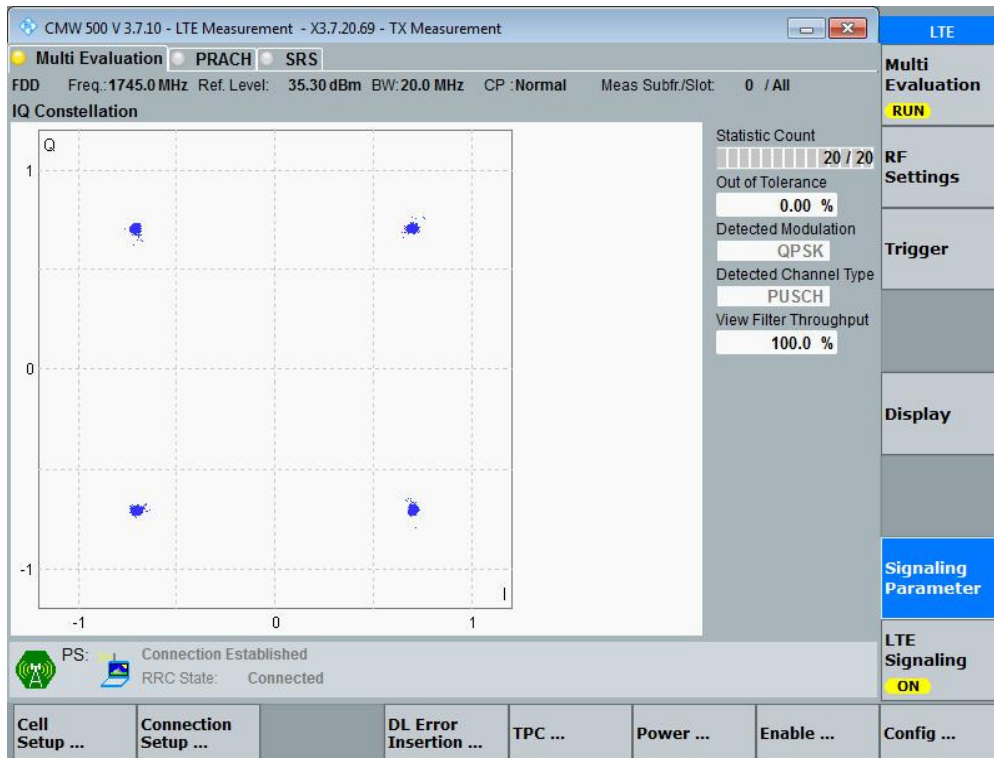 CMW 500 V 3.7.10 - LTE Measurement - X3.7.20.69 - TX Measurement
LTE
Multi Evaluation PRACH SRS
FDD Freq.:1745.0 MHz Ref. Level: 35.30 dBm BW:20.0 MHz CP :Normal Meas Subfr./Slot: 0 / All
IQ Constellation
Q
1
0
-1
-1 0 1
I
Statistic Count
20 / 20
Out of Tolerance
0.00 %
Detected Modulation
QPSK
Detected Channel Type
PUSCH
View Filter Throughput
100.0 %
Multi
Evaluation
RUN
RF
Settings
Trigger
Display
Signaling
Parameter
LTE
Signaling
ON
PS: Connection Established
RRC State: Connected
Cell
Setup ...
Connection
Setup ...
DL Error
Insertion ...
TPC ...
Power ...
Enable ...
Config ...